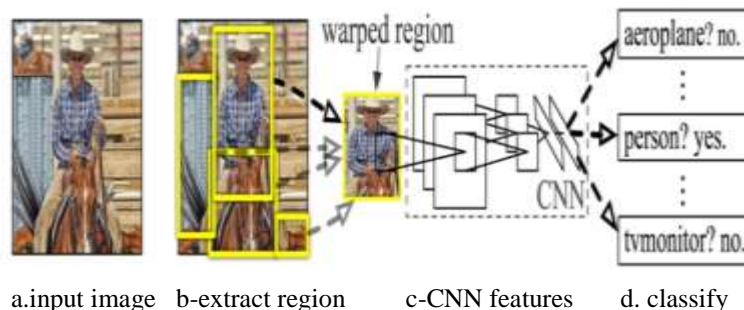 warped region
aeroplane? no.
person? yes.
CNN
tvmonitor? no.
a.input image b-extract region c-CNN features d. classify